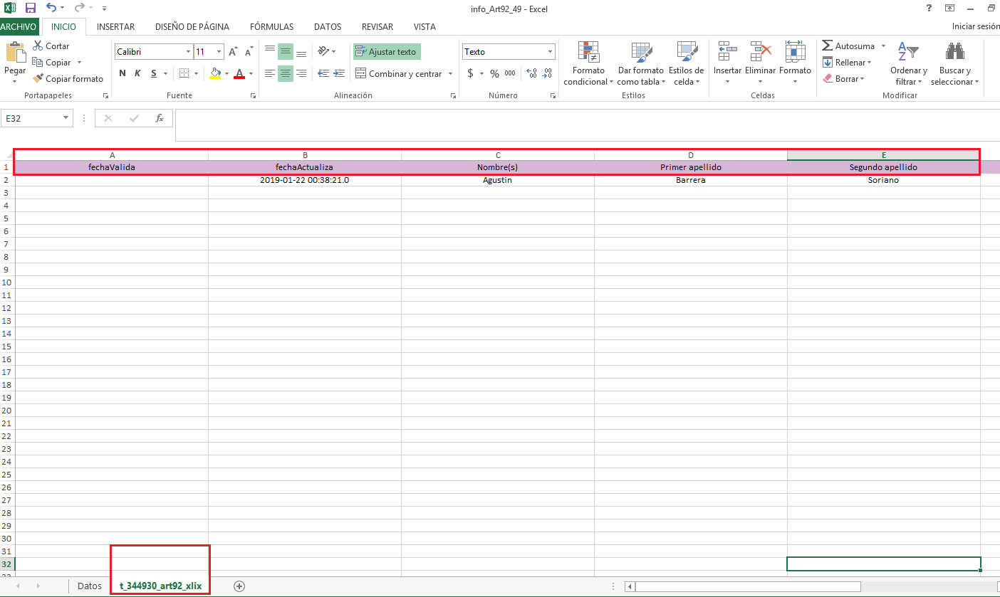 info_Art92_49 - Excel
?
ARCHIVO INICIO INSERTAR DISEÑO DE PÁGINA FÓRMULAS DATOS REVISAR VISTA Iniciar sesión
Pegar
Cortar
Copiar
Copiar formato
Portapapeles
Calibri 11
N K S A
Fuente
Ajustar texto
Combinar y centrar
Alineación
Texto
$ % 000
Número
Formato condicional
Dar formato como tabla
Estilos de celda
Estilos
Insertar Eliminar Formato
Celdas
Autosuma
Rellenar
Borrar
Ordenar y filtrar
Buscar y seleccionar
Modificar
E32 fx
A B C D E
1 fechaValida fechaActualiza Nombre(s) Primer apellido Segundo apellido
2 2019-01-22 00:38:21.0 Agustin Barrera Soriano
3
4
5
6
7
8
9
10
11
12
13
14
15
16
17
18
19
20
21
22
23
24
25
26
27
28
29
30
31
32
Datos t_344930_art92_xlix